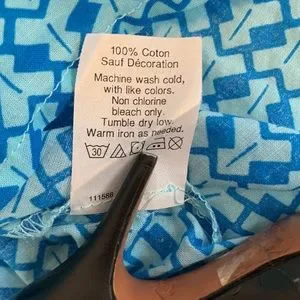 100% Coton
Sauf Décoration
Machine wash cold,
with like colors.
Non chlorine
bleach only.
Tumble dry low.
Warm iron as needed.
30
111588